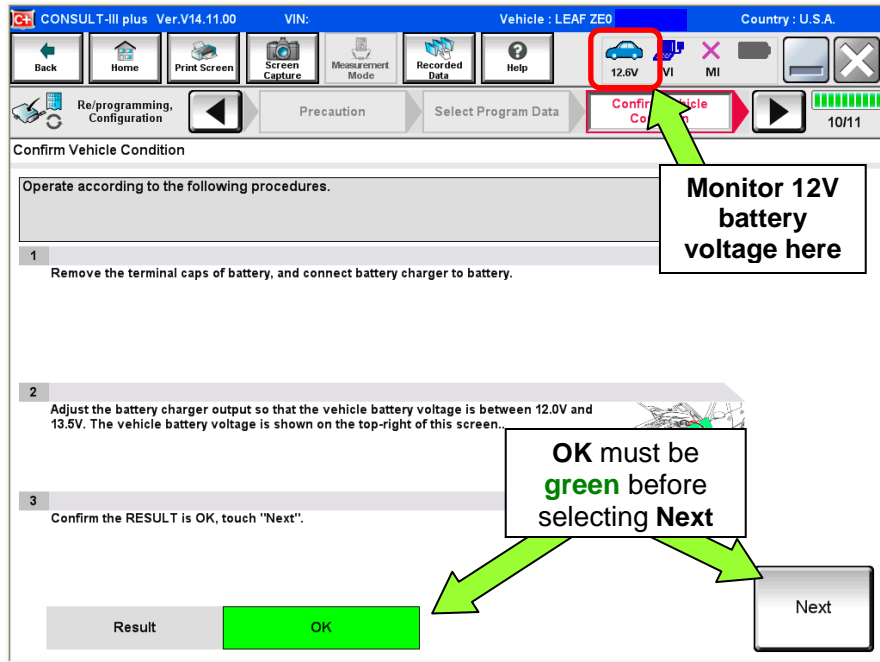 CONSULT-III plus Ver.V14.11.00 VIN: Vehicle : LEAF ZE0 Country : U.S.A.
Back Home Print Screen Screen Capture Measurement Mode Recorded Data Help 12.6V VI MI
Re/programming, Configuration Precaution Select Program Data 10/11
Confirm Vehicle Condition
Operate according to the following procedures.
Monitor 12V
battery
voltage here
1
Remove the terminal caps of battery, and connect battery charger to battery.
2
Adjust the battery charger output so that the vehicle battery voltage is between 12.0V and
13.5V. The vehicle battery voltage is shown on the top-right of this screen..
OK must be
green before
selecting Next
3
Confirm the RESULT is OK, touch "Next".
Result OK
Next